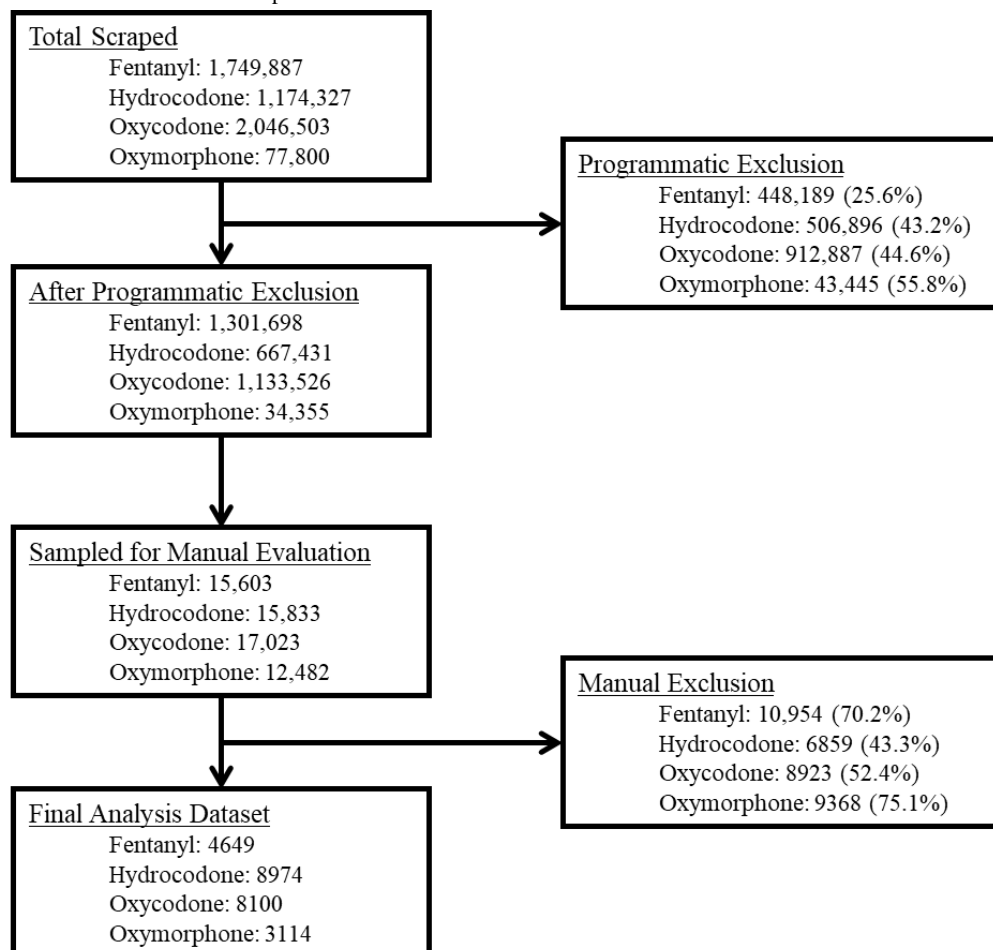 Total Scraped
Fentanyl: 1,749,887
Hydrocodone: 1,174,327
Oxycodone: 2,046,503
Oxymorphone: 77,800
Programmatic Exclusion
Fentanyl: 448,189 (25.6%)
Hydrocodone: 506,896 (43.2%)
Oxycodone: 912,887 (44.6%)
Oxymorphone: 43,445 (55.8%)
After Programmatic Exclusion
Fentanyl: 1,301,698
Hydrocodone: 667,431
Oxycodone: 1,133,526
Oxymorphone: 34,355
Sampled for Manual Evaluation
Fentanyl: 15,603
Hydrocodone: 15,833
Oxycodone: 17,023
Oxymorphone: 12,482
Manual Exclusion
Fentanyl: 10,954 (70.2%)
Hydrocodone: 6859 (43.3%)
Oxycodone: 8923 (52.4%)
Oxymorphone: 9368 (75.1%)
Final Analysis Dataset
Fentanyl: 4649
Hydrocodone: 8974
Oxycodone: 8100
Oxymorphone: 3114